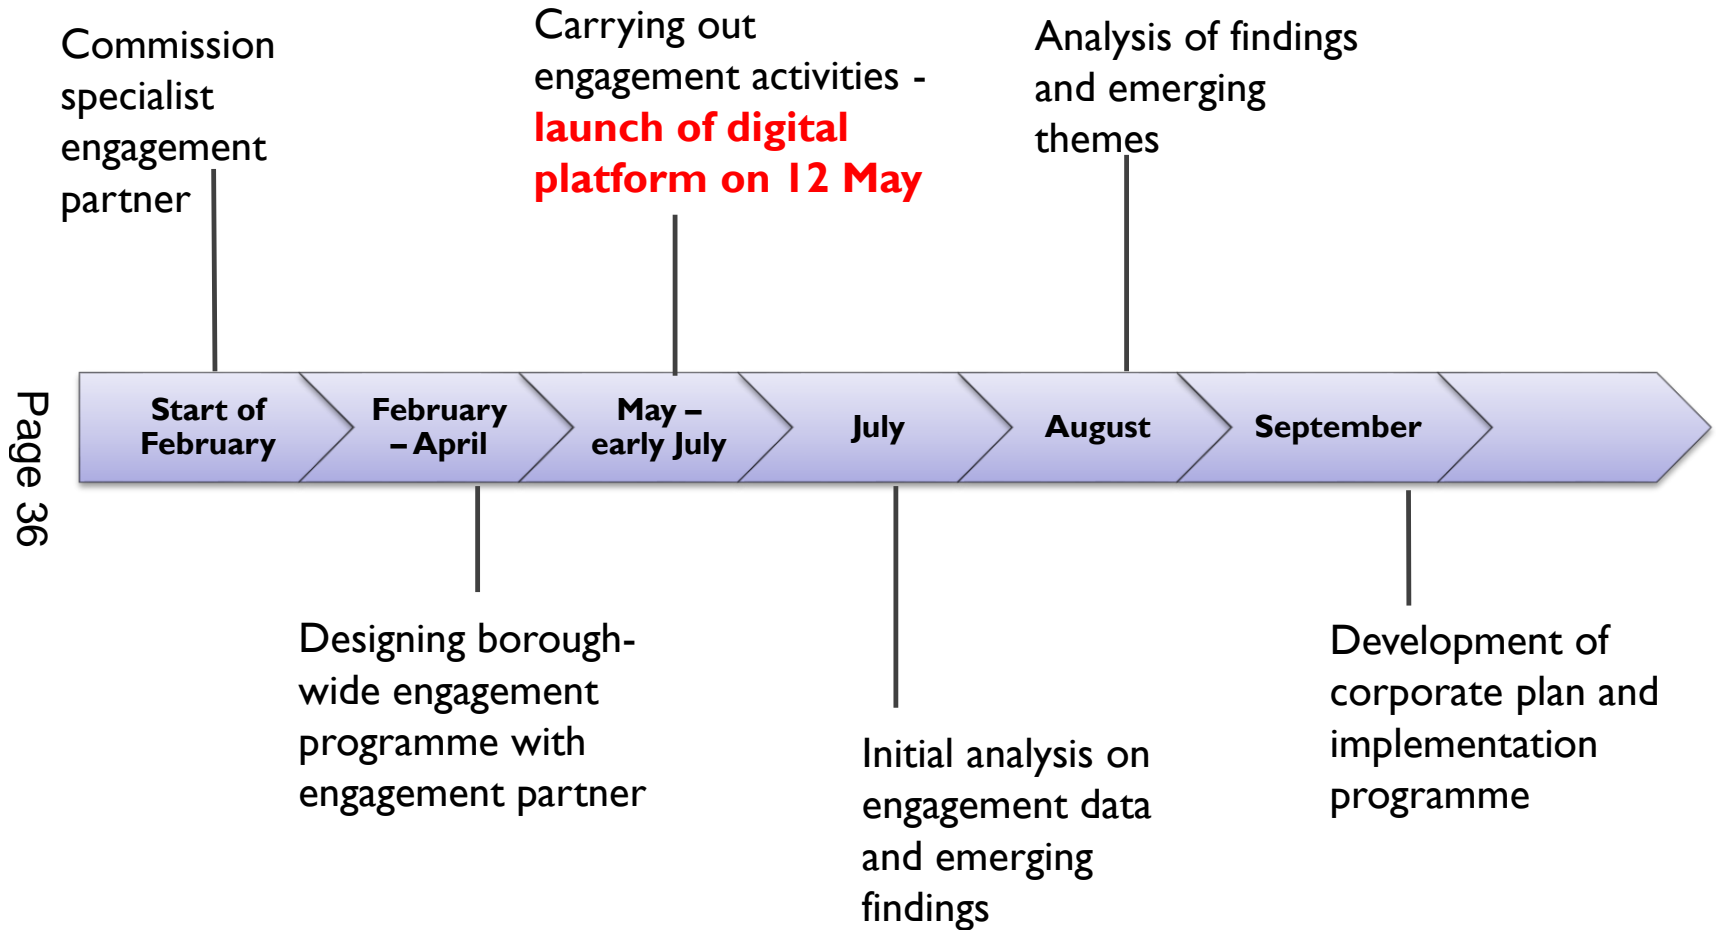 Commission
specialist
engagement
partner
Carrying out
engagement activities -
launch of digital
platform on 12 May
Analysis of findings
and emerging
themes
Start of
February
February
– April
May –
early July
July
August
September
Designing borough-
wide engagement
programme with
engagement partner
Initial analysis on
engagement data
and emerging
findings
Development of
corporate plan and
implementation
programme
Page 36